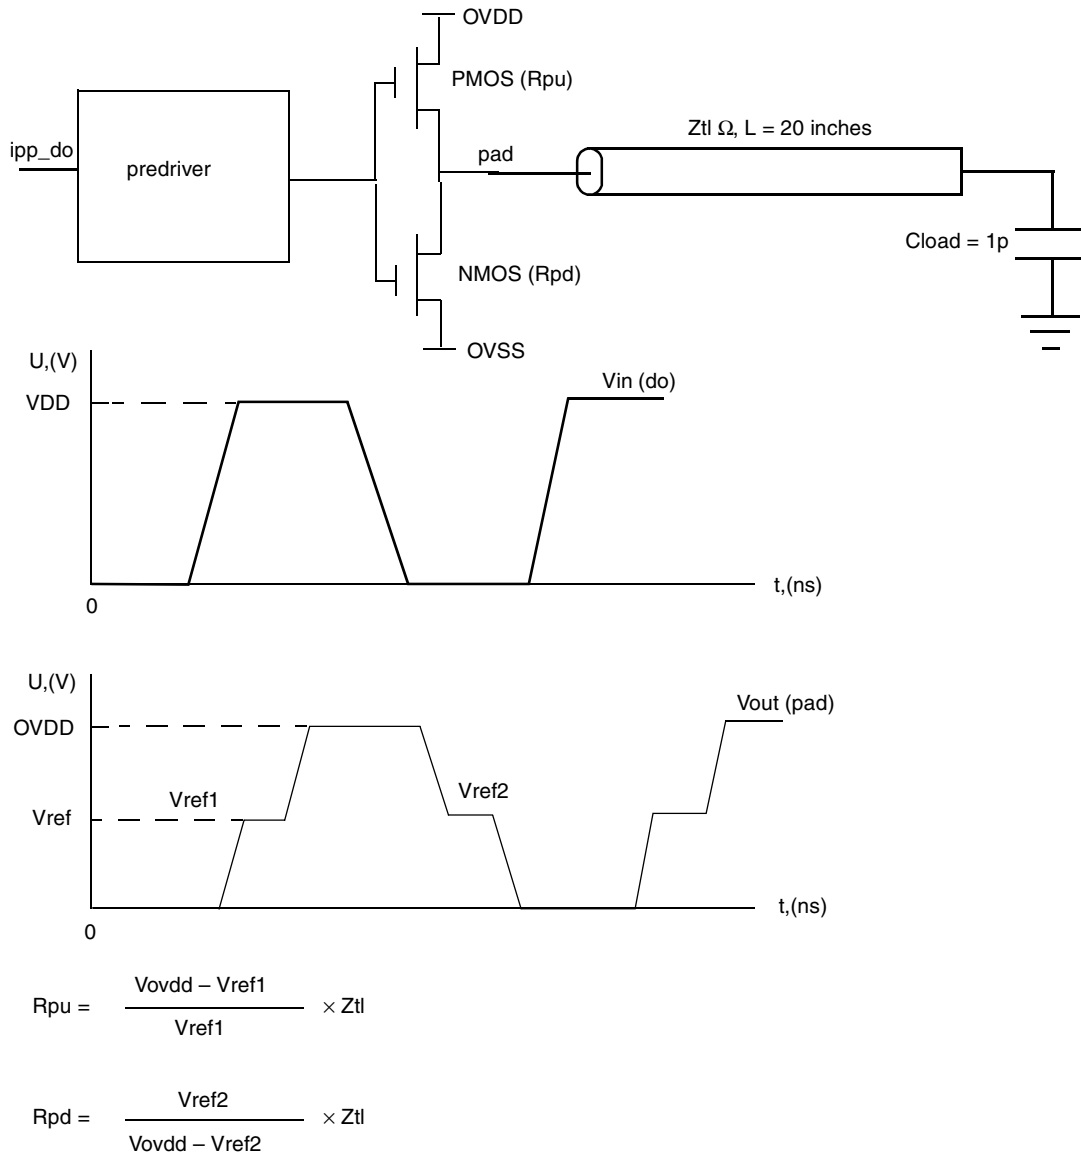 OVDD
PMOS (Rpu)
Ztl Ω, L = 20 inches
ipp_do
predriver
pad
Cload = 1p
NMOS (Rpd)
OVSS
U,(V)
VDD
Vin (do)
t,(ns)
0
U,(V)
OVDD
Vout (pad)
Vref1
Vref2
Vref
t,(ns)
0
Vovdd – Vref1
Rpu = × Ztl
Vref1
Vref2
Rpd = × Ztl
Vovdd – Vref2